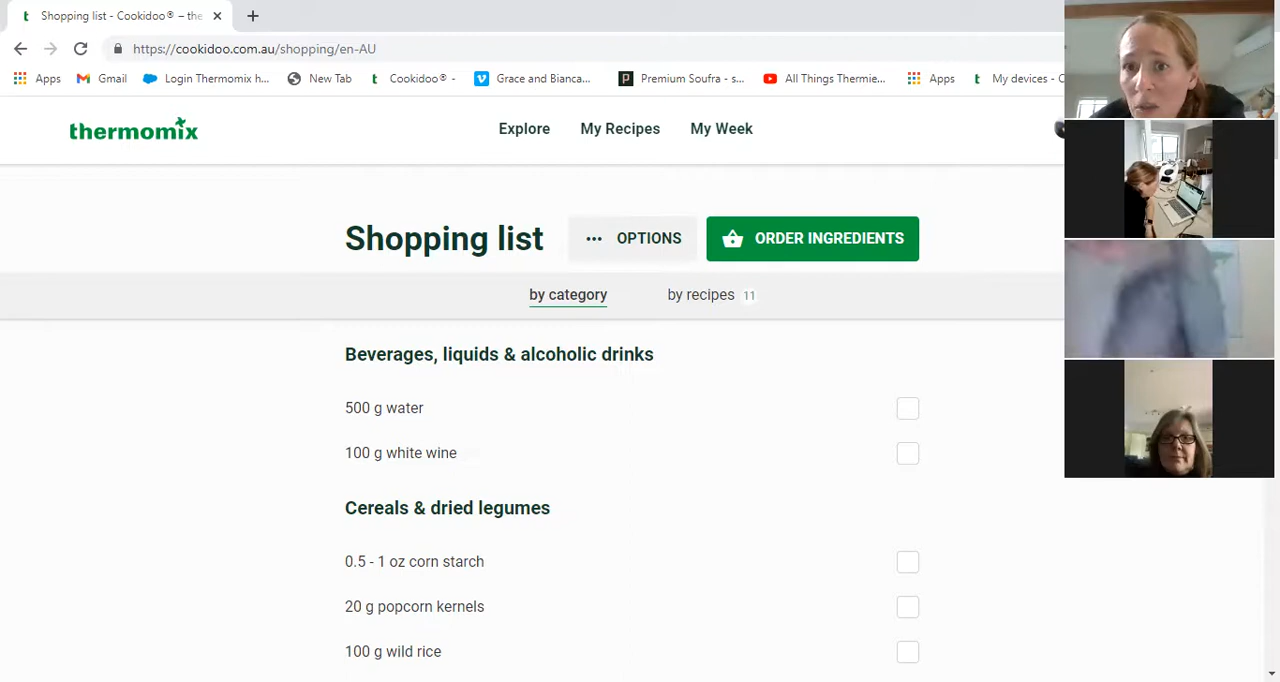 Shopping list - Cookidoo® – the
https://cookidoo.com.au/shopping/en-AU
Apps Gmail Login Thermomix h... New Tab Cookidoo® - Grace and Bianca... Premium Soufra - s... All Things Thermie... Apps My devices - C
thermomix Explore My Recipes My Week
Shopping list ... OPTIONS ORDER INGREDIENTS
by category by recipes 11
Beverages, liquids & alcoholic drinks
500 g water
100 g white wine
Cereals & dried legumes
0.5 - 1 oz corn starch
20 g popcorn kernels
100 g wild rice